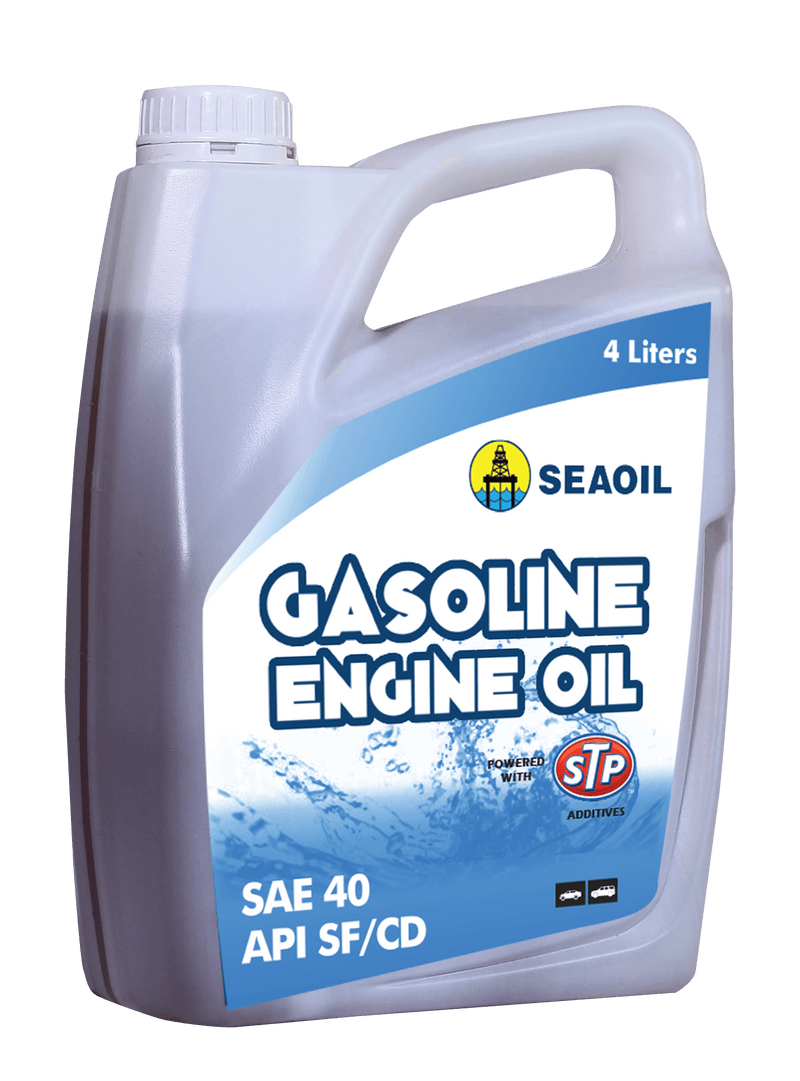 4 Liters
SEAOIL
GASOLINE
ENGINE OIL
POWERED
WITH
STP
ADDITIVES
SAE 40
API SF/CD